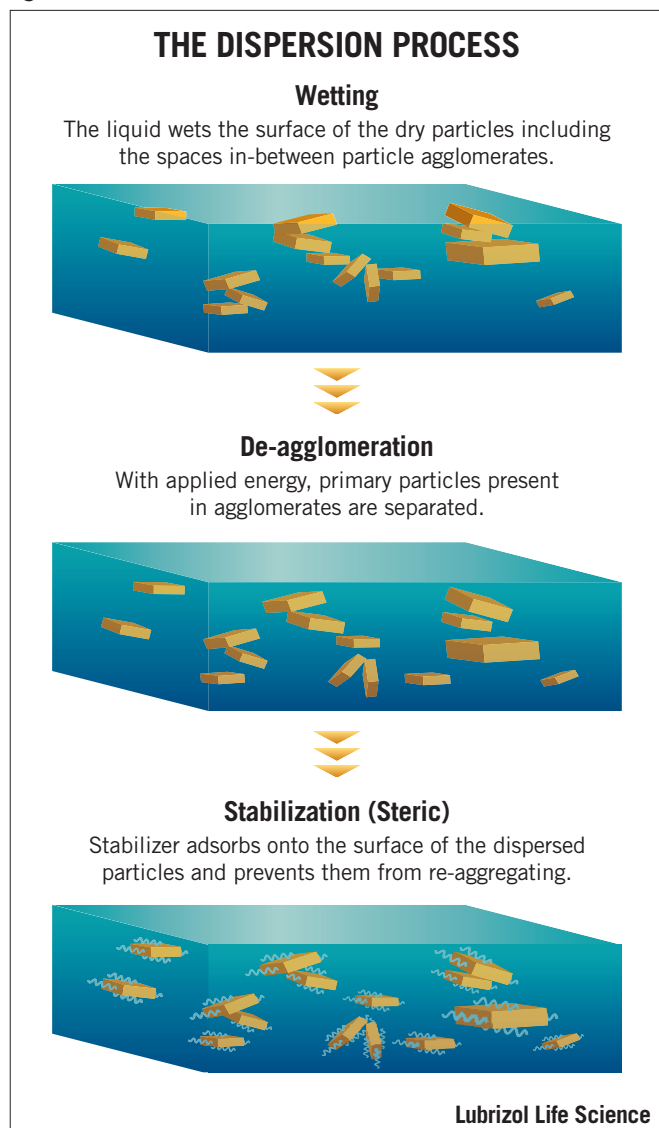 THE DISPERSION PROCESS
Wetting
The liquid wets the surface of the dry particles including
the spaces in-between particle agglomerates.
De-agglomeration
With applied energy, primary particles present
in agglomerates are separated.
Stabilization (Steric)
Stabilizer adsorbs onto the surface of the dispersed
particles and prevents them from re-aggregating.
Lubrizol Life Science